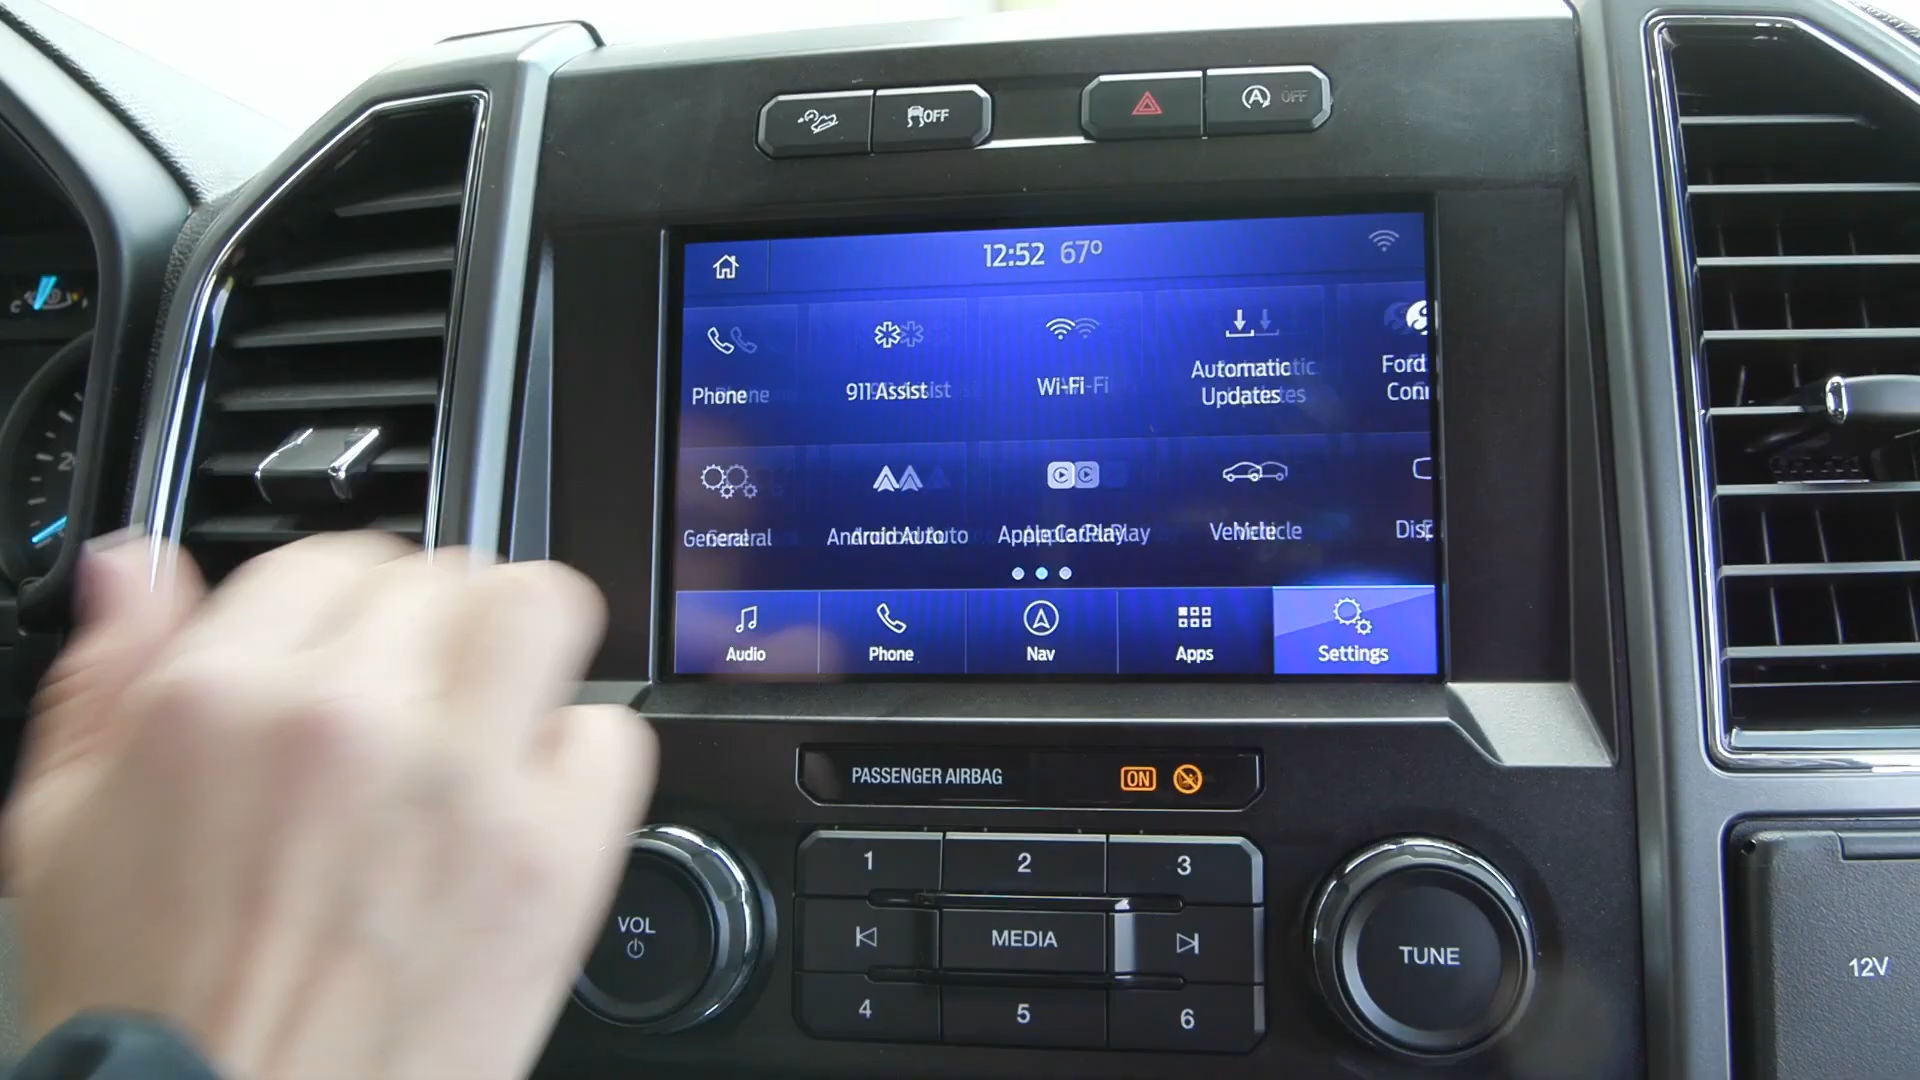 OFF
OFF
12:52 67°
Phone
911 Assist
Wi-Fi
Automatic
Updates
Ford
General
Android Auto
Apple CarPlay
Vehicle
Audio
Phone
Nav
Apps
Settings
PASSENGER AIRBAG
ON
1
2
3
VOL
MEDIA
TUNE
4
5
6
12V
C